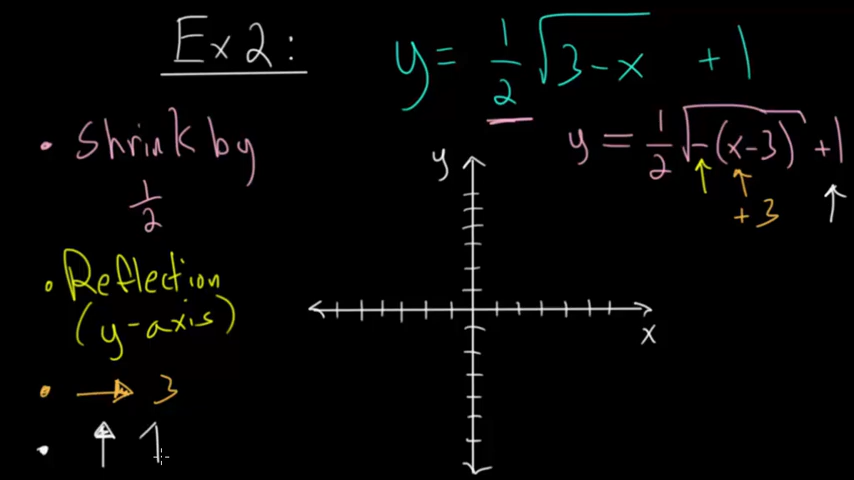 Ex 2:
y = 1/2 √(3-x) + 1
• Shrink by
1/2
y = 1/2 √(-(x-3)) + 1
↑ ↑ ↑
+3
• Reflection
(y-axis)
• → 3
• ↑ 1
y
x